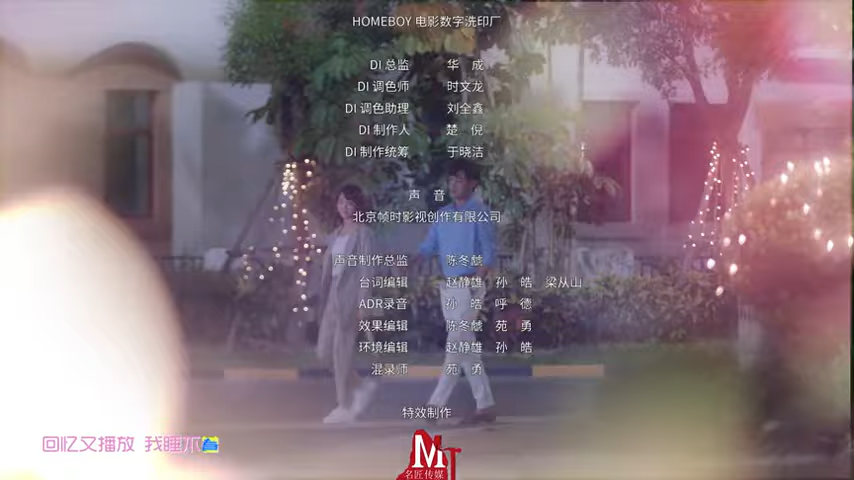 HOMEBOY 电影数字洗印厂
DI 总监 华 成
DI 调色师 时文龙
DI 调色助理 刘全鑫
DI 制作人 楚 倪
DI 制作统筹 于晓洁
声 音
北京帧时影视创作有限公司
声音制作总监 陈冬虩
台词编辑 赵静雄 孙 皓 梁从山
ADR录音 孙 皓 呼 德
效果编辑 陈冬虩 苑 勇
环境编辑 赵静雄 孙 皓
混录师 苑 勇
特效制作
M
名匠传媒
回忆又播放 我睡不着